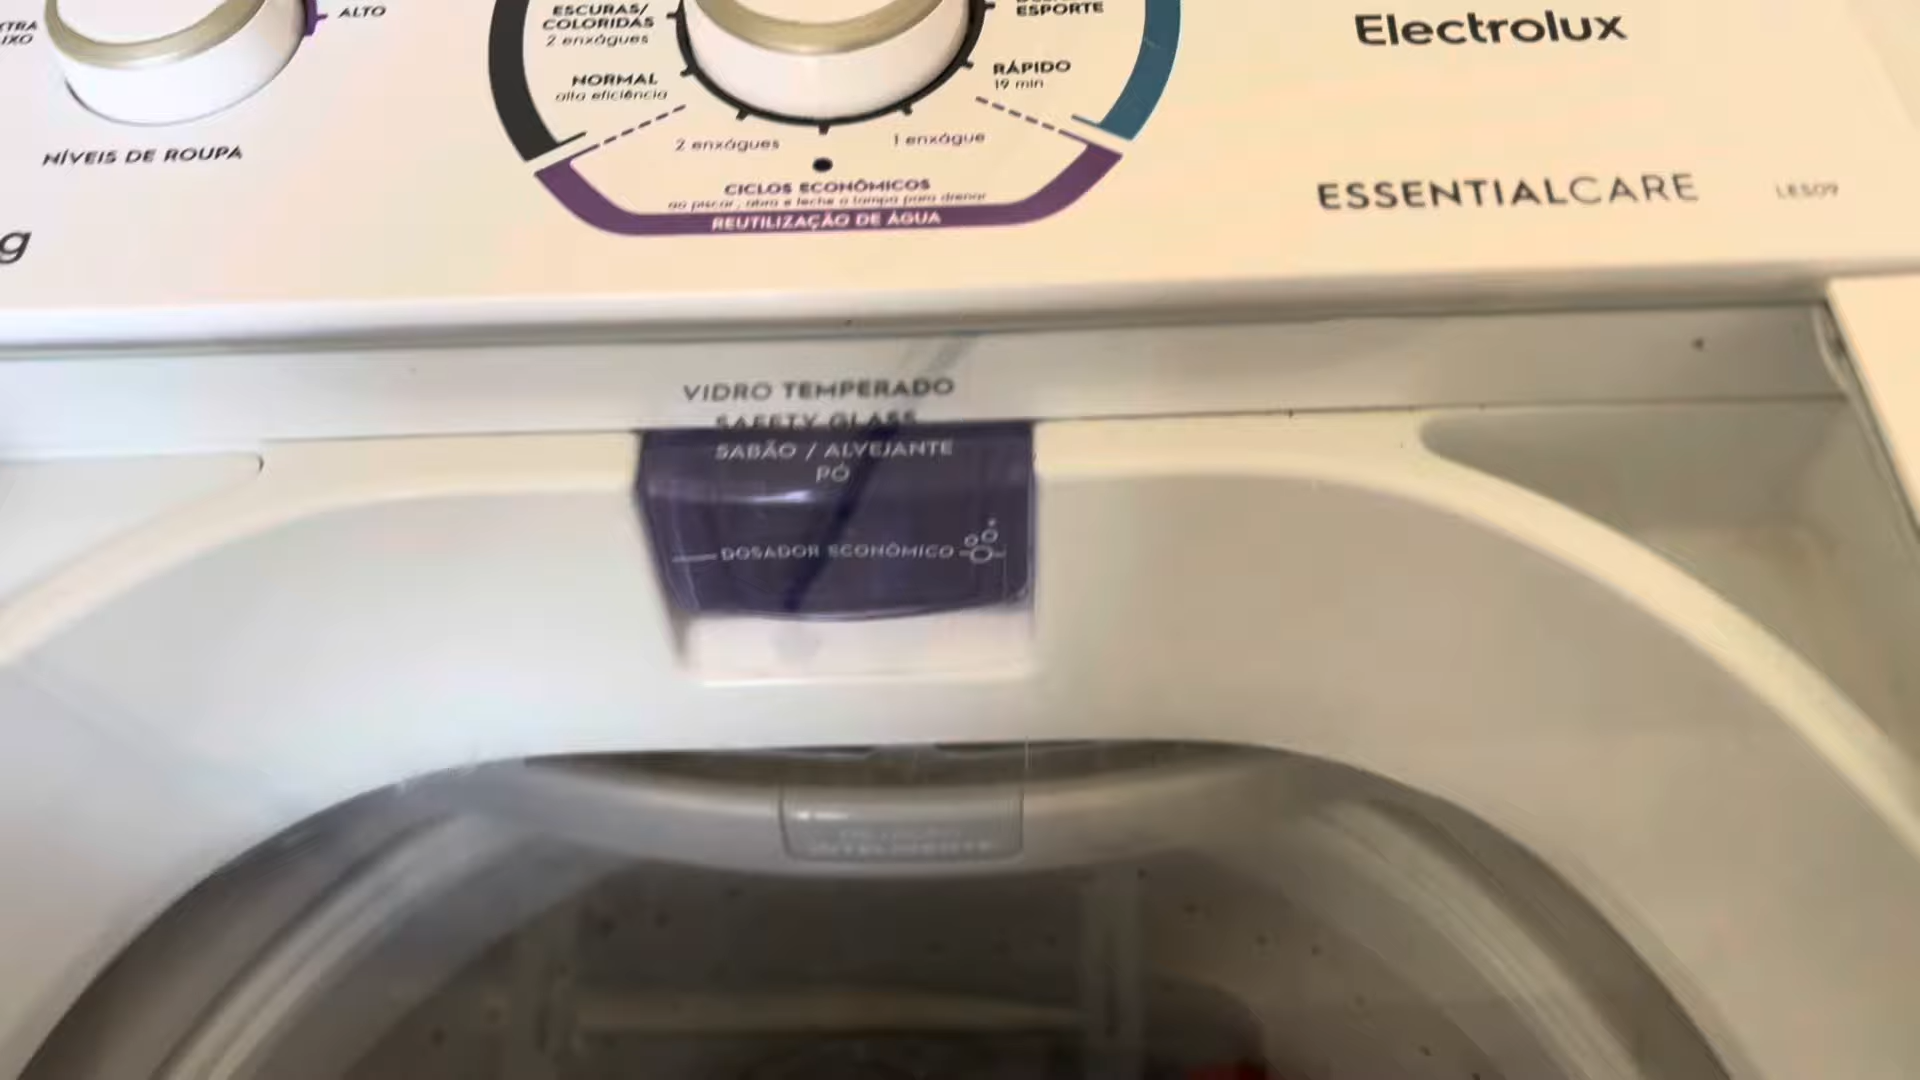 ALTO
NÍVEIS DE ROUPA
g
ESCURAS/
COLORIDAS
2 enxágues
NORMAL
alta eficiência
ESPORTE
RÁPIDO
19 min
2 enxágues
1 enxágue
CICLOS ECONÔMICOS
ao piscar, abra e feche a tampa para drenar
REUTILIZAÇÃO DE ÁGUA
Electrolux
ESSENTIALCARE
LES09
VIDRO TEMPERADO
SAFETY GLASS
SABÃO / ALVEJANTE
PÓ
DOSADOR ECONÔMICO